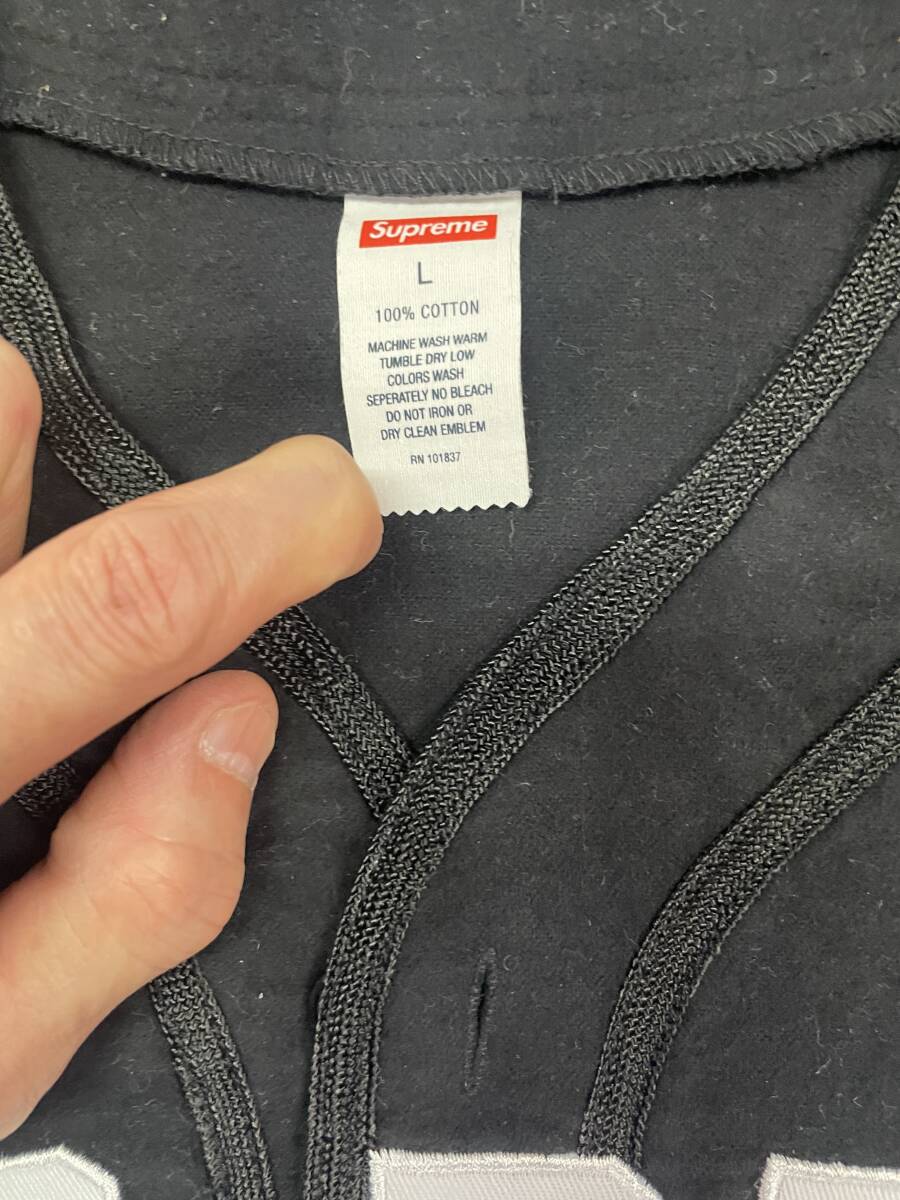 Supreme
L
100% COTTON
MACHINE WASH WARM
TUMBLE DRY LOW
COLORS WASH
SEPERATELY NO BLEACH
DO NOT IRON OR
DRY CLEAN EMBLEM
RN 101837